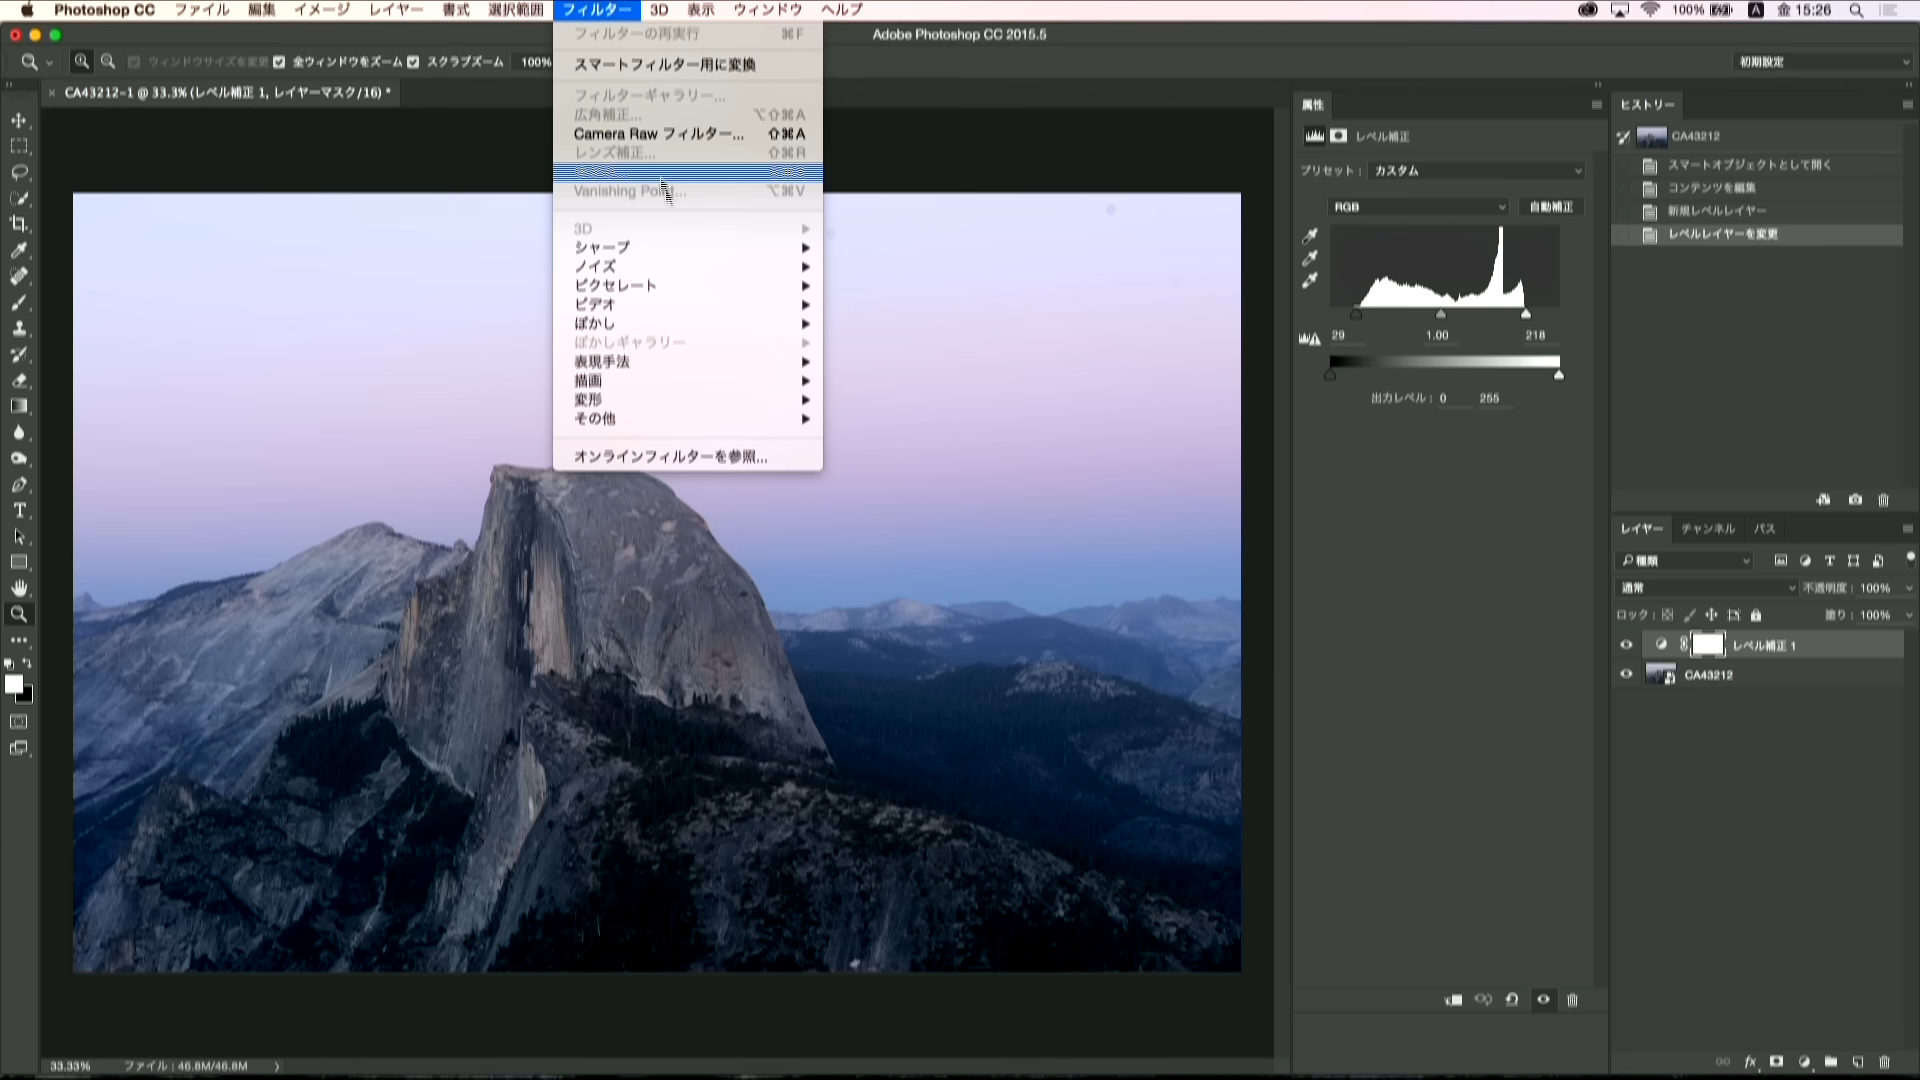 Photoshop CC ファイル 編集 イメージ レイヤー 書式 選択範囲 フィルター 3D 表示 ウィンドウ ヘルプ 100% A 金 15:26
Adobe Photoshop CC 2015.5
ウィンドウサイズを変更 全ウィンドウをズーム スクラブズーム 100% 初期設定
CA43212-1 @ 33.3% (レベル補正 1, レイヤーマスク/16) *
フィルターの再実行 ⌘F
スマートフィルター用に変換
フィルターギャラリー...
広角補正... ⌥⇧⌘A
Camera Raw フィルター... ⇧⌘A
レンズ補正... ⇧⌘R
Vanishing Point... ⌥⌘V
3D
シャープ
ノイズ
ピクセレート
ビデオ
ぼかし
ぼかしギャラリー
表現手法
描画
変形
その他
オンラインフィルターを参照...
属性
レベル補正
プリセット : カスタム
RGB 自動補正
29 1.00 218
出力レベル : 0 255
ヒストリー
CA43212
スマートオブジェクトとして開く
コンテンツを編集
新規レベルレイヤー
レベルレイヤーを変更
レイヤー チャンネル パス
種類
通常 不透明度 : 100%
ロック : 塗り : 100%
レベル補正 1
CA43212
fx
33.33% ファイル : 46.8M/46.8M